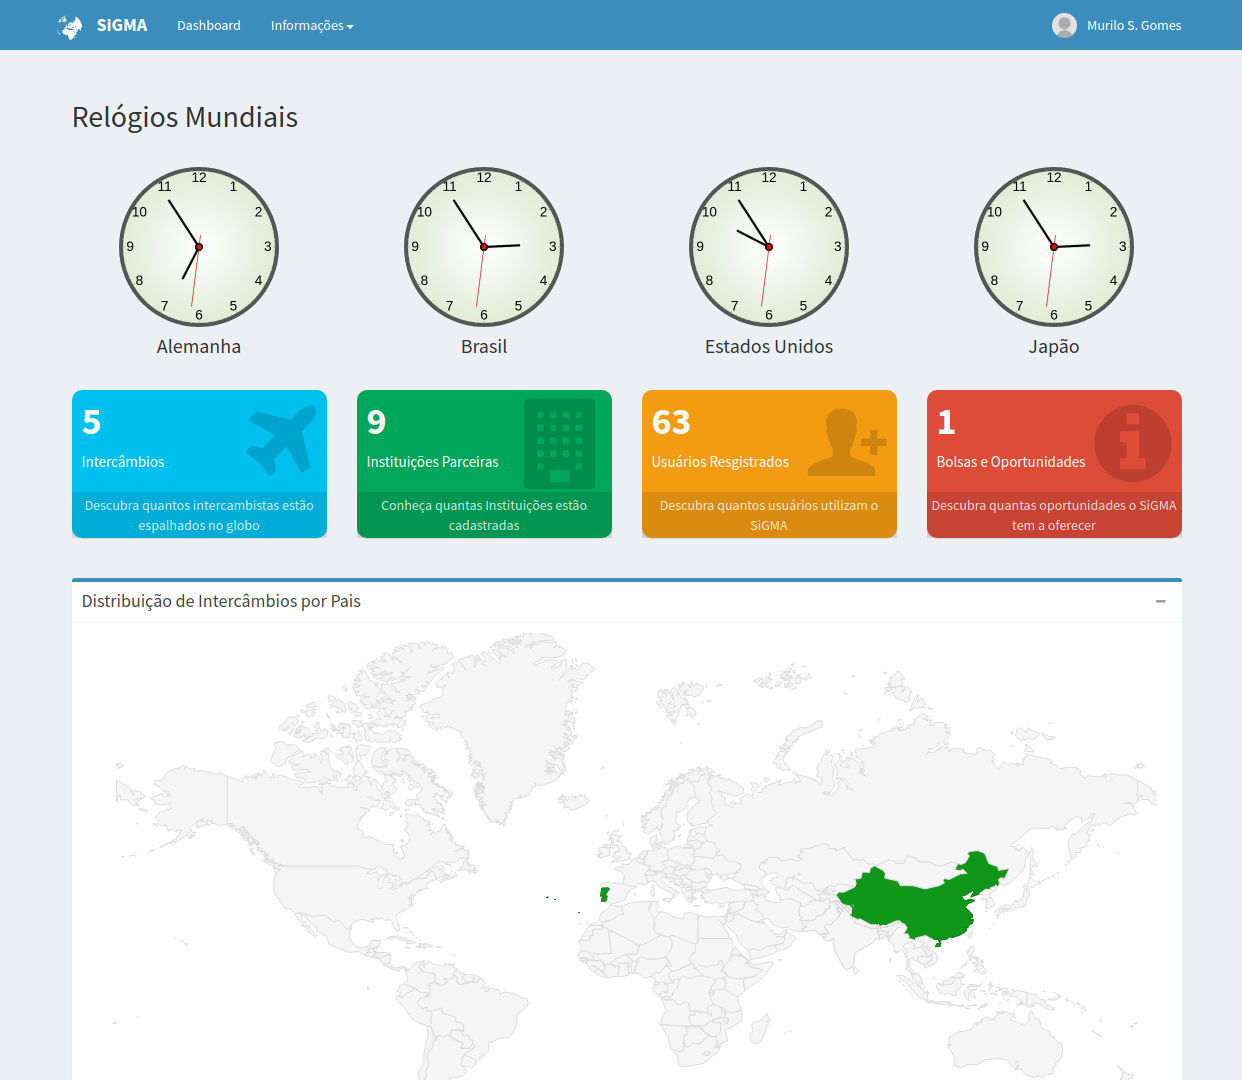 SiGMA Dashboard Informações Murilo S. Gomes
Relógios Mundiais
12 1 2 3 4 5 6 7 8 9 10 11
12 1 2 3 4 5 6 7 8 9 10 11
12 1 2 3 4 5 6 7 8 9 10 11
12 1 2 3 4 5 6 7 8 9 10 11
Alemanha
Brasil
Estados Unidos
Japão
5
Intercâmbios
Descubra quantos intercambistas estão
espalhados no globo
9
Instituições Parceiras
Conheça quantas Instituições estão
cadastradas
63
Usuários Resgistrados
Descubra quantos usuários utilizam o
SiGMA
1
Bolsas e Oportunidades
Descubra quantas oportunidades o SiGMA
tem a oferecer
Distribuição de Intercâmbios por Pais